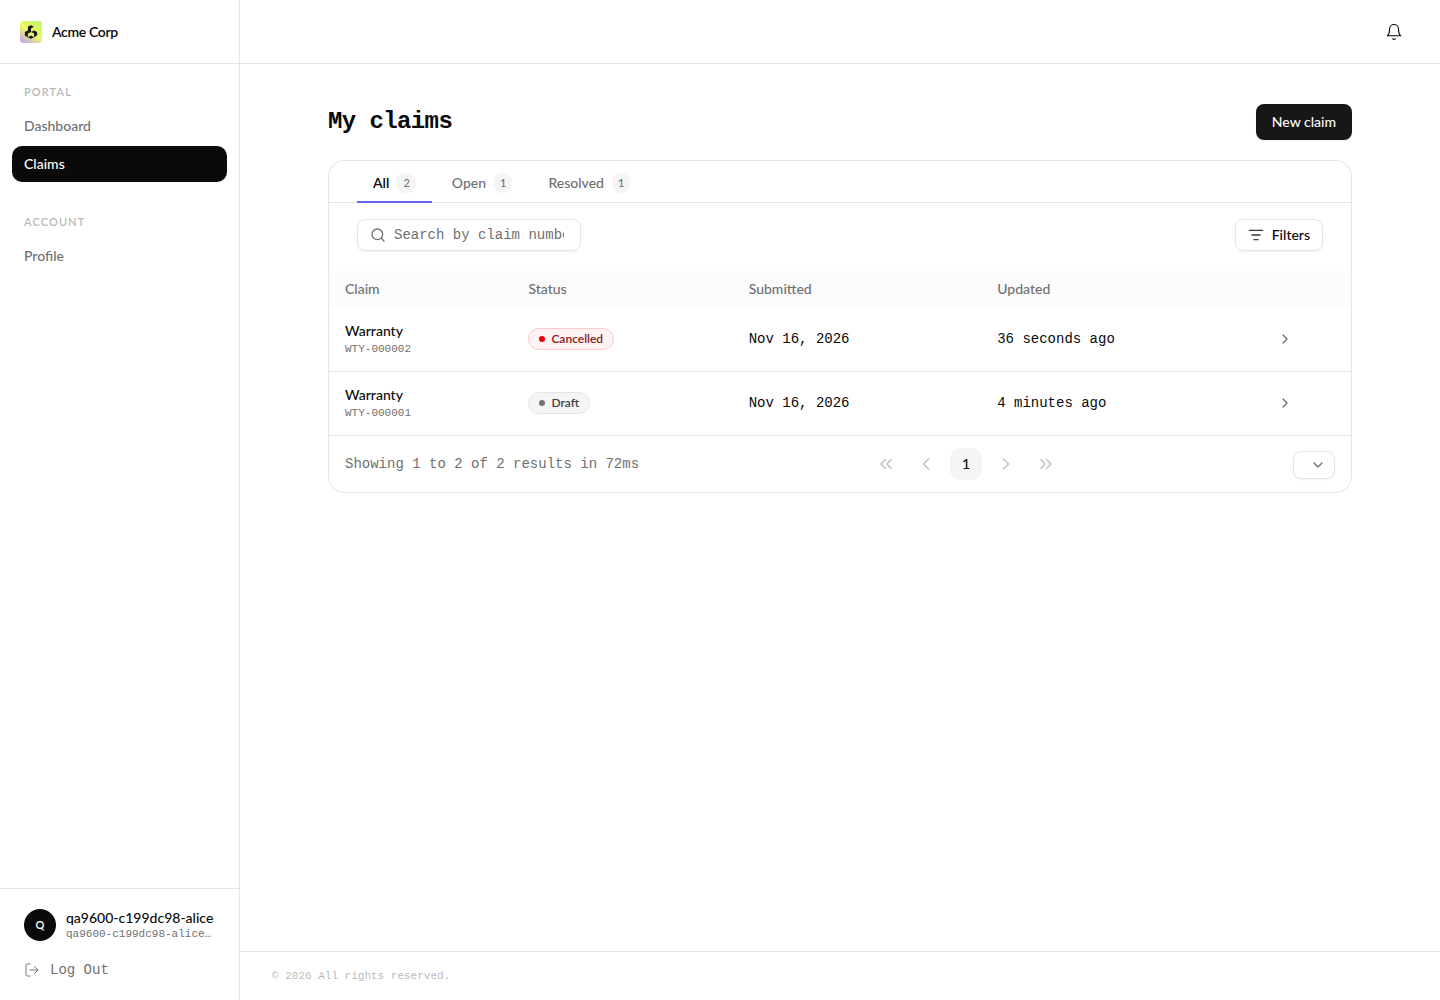 Acme Corp
PORTAL
Dashboard
Claims
ACCOUNT
Profile
qa9600-c199dc98-alice
qa9600-c199dc98-alice…
Log Out
My claims
New claim
All 2 Open 1 Resolved 1
Search by claim numb
Filters
Claim Status Submitted Updated
Warranty
WTY-000002
Cancelled Nov 16, 2026 36 seconds ago
Warranty
WTY-000001
Draft Nov 16, 2026 4 minutes ago
Showing 1 to 2 of 2 results in 72ms
1
© 2026 All rights reserved.
Q